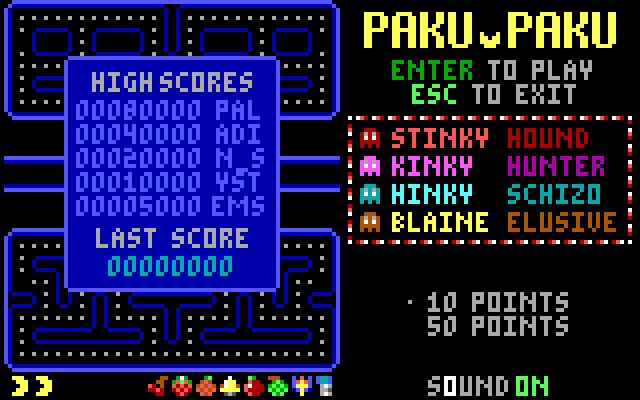 HIGH SCORES
00080000 PAL
00040000 ADI
00020000 N_S
00010000 YST
00005000 EMS
LAST SCORE
00000000
PAKU PAKU
ENTER TO PLAY
ESC TO EXIT
STINKY HOUND
KINKY HUNTER
HINKY SCHIZO
BLAINE ELUSIVE
10 POINTS
50 POINTS
SOUND ON